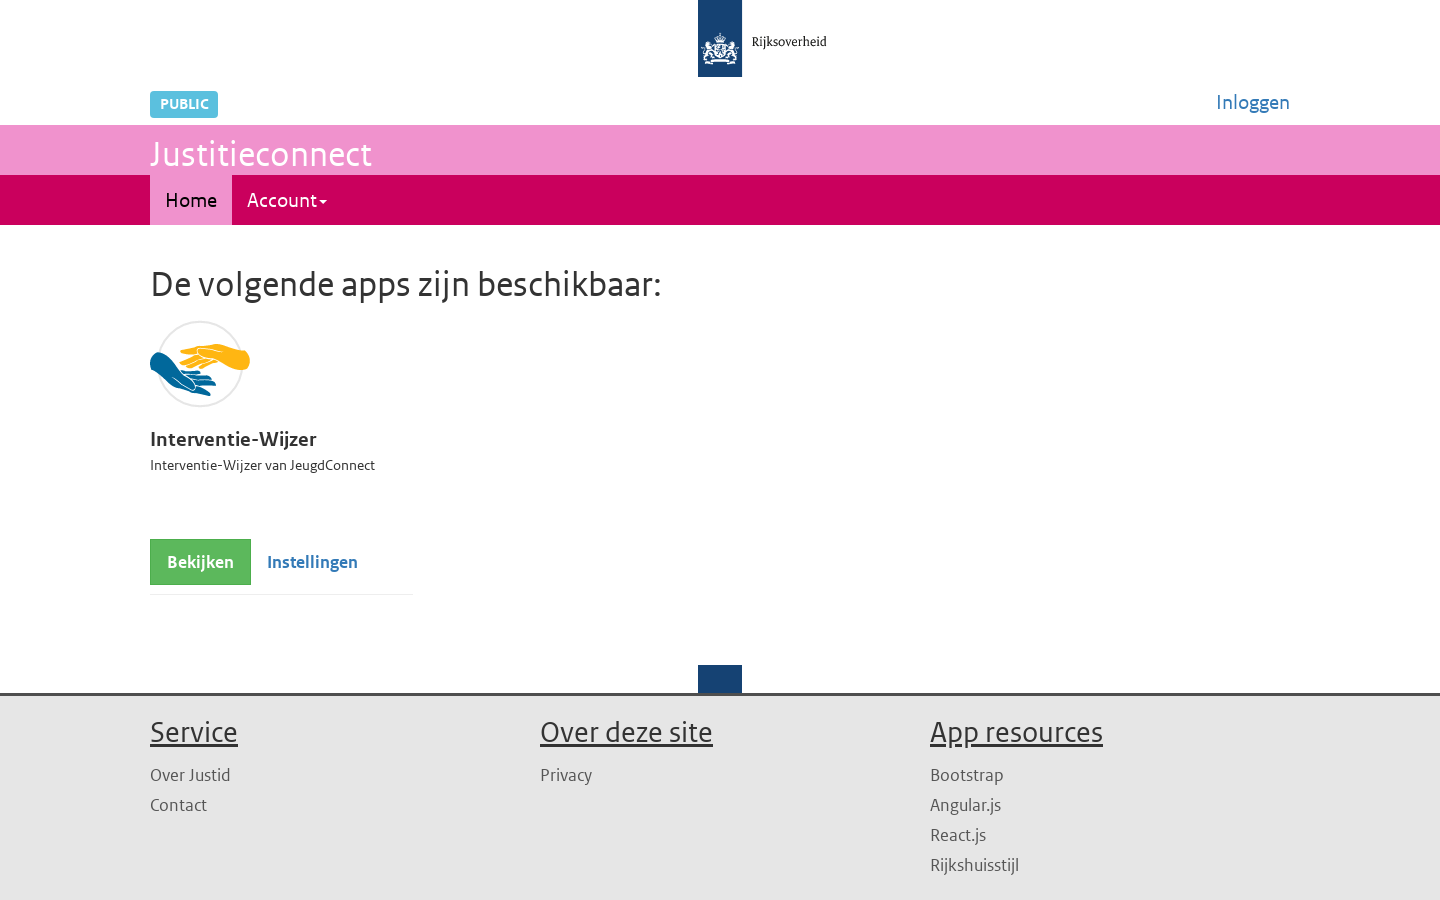 Rijksoverheid
PUBLIC
Inloggen
Justitieconnect
Home Account
De volgende apps zijn beschikbaar:
Interventie-Wijzer
Interventie-Wijzer van JeugdConnect
Bekijken Instellingen
Service
Over Justid
Contact
Over deze site
Privacy
App resources
Bootstrap
Angular.js
React.js
Rijkshuisstijl